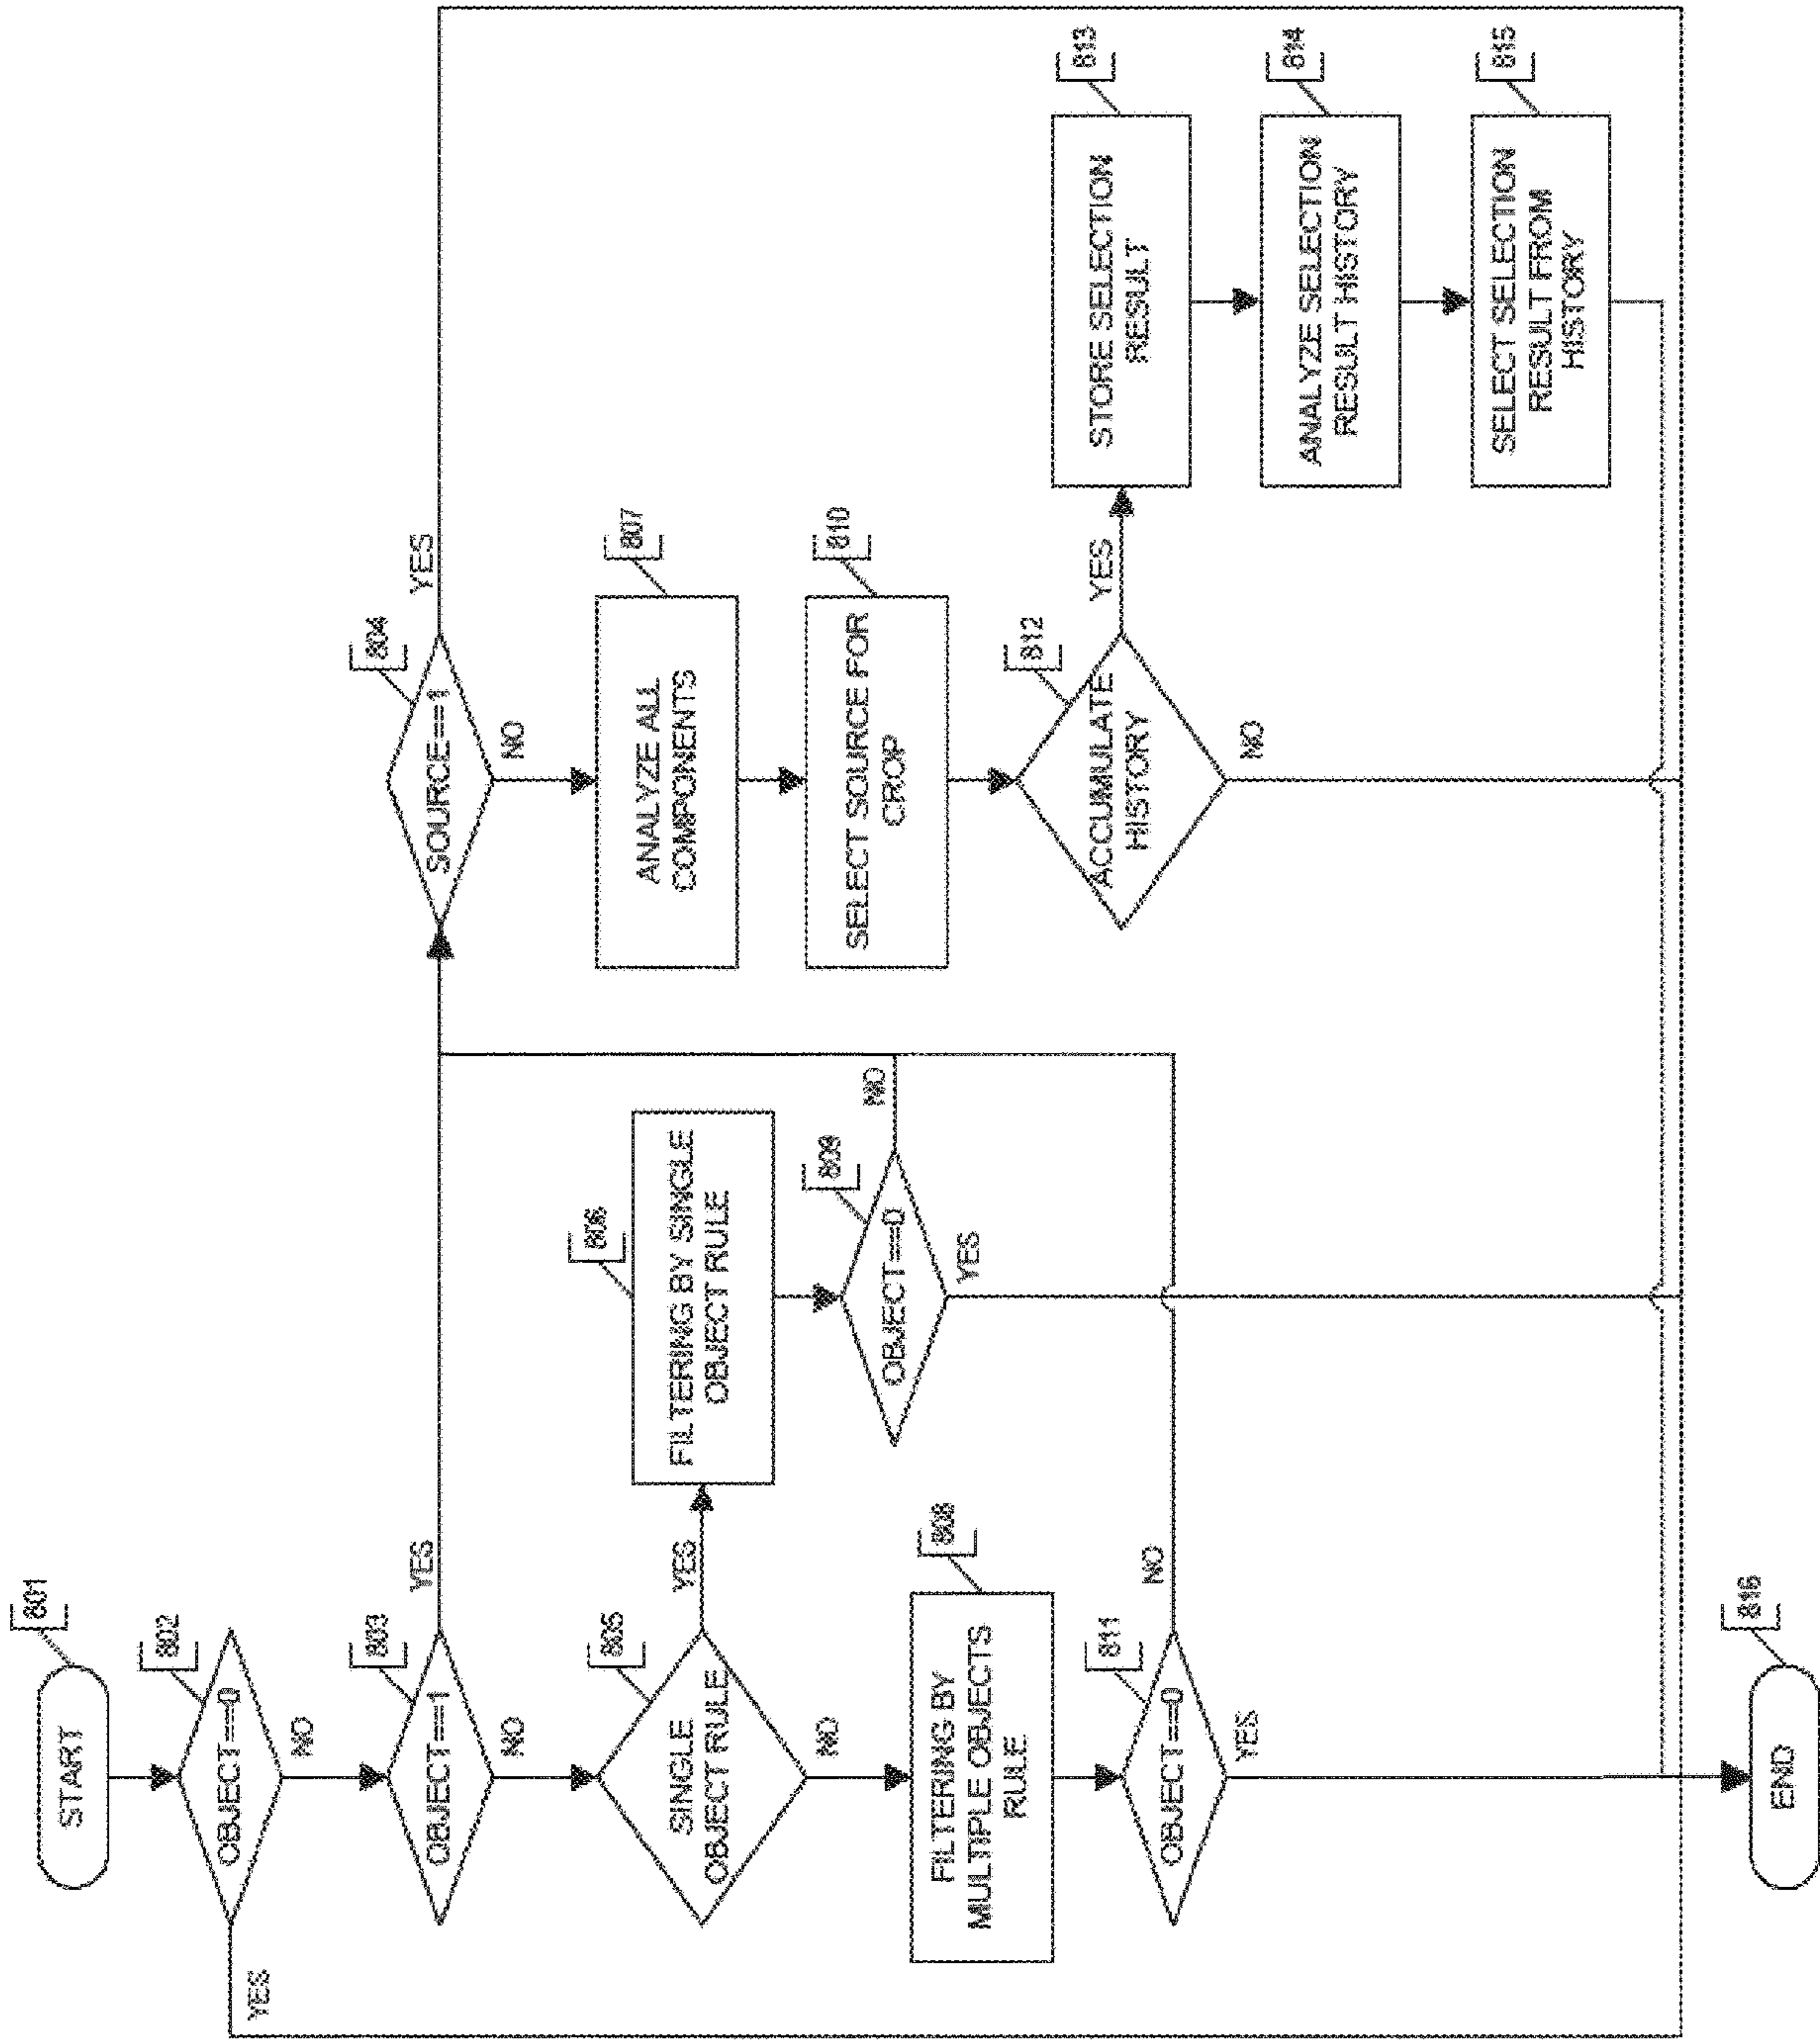 START
801
OBJECT==0
802
YES
NO
OBJECT==1
803
YES
NO
SINGLE
OBJECT RULE
805
YES
NO
FILTERING BY SINGLE
OBJECT RULE
806
OBJECT==0
809
NO
YES
FILTERING BY
MULTIPLE OBJECTS
RULE
808
OBJECT==0
811
NO
YES
SOURCE==1
804
YES
NO
ANALYZE ALL
COMPONENTS
807
SELECT SOURCE FOR
CROP
810
ACCUMULATE
HISTORY
812
YES
NO
STORE SELECTION
RESULT
813
ANALYZE SELECTION
RESULT HISTORY
814
SELECT SELECTION
RESULT FROM
HISTORY
815
END
816